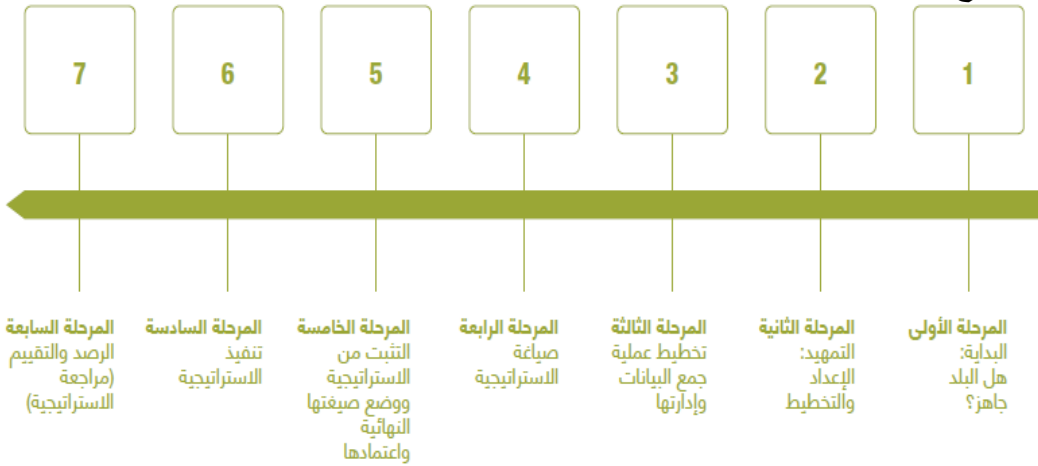 1
2
3
4
5
6
7
المرحلة الأولى
البداية:
هل البلد
جاهز؟
المرحلة الثانية
التمهيد:
الإعداد
والتخطيط
المرحلة الثالثة
تخطيط عملية
جمع البيانات
وإدارتها
المرحلة الرابعة
صياغة
الاستراتيجية
المرحلة الخامسة
التثبت من
الاستراتيجية
ووضع صيغتها
النهائية
واعتمادها
المرحلة السادسة
تنفيذ
الاستراتيجية
المرحلة السابعة
الرصد والتقييم
(مراجعة
الاستراتيجية)